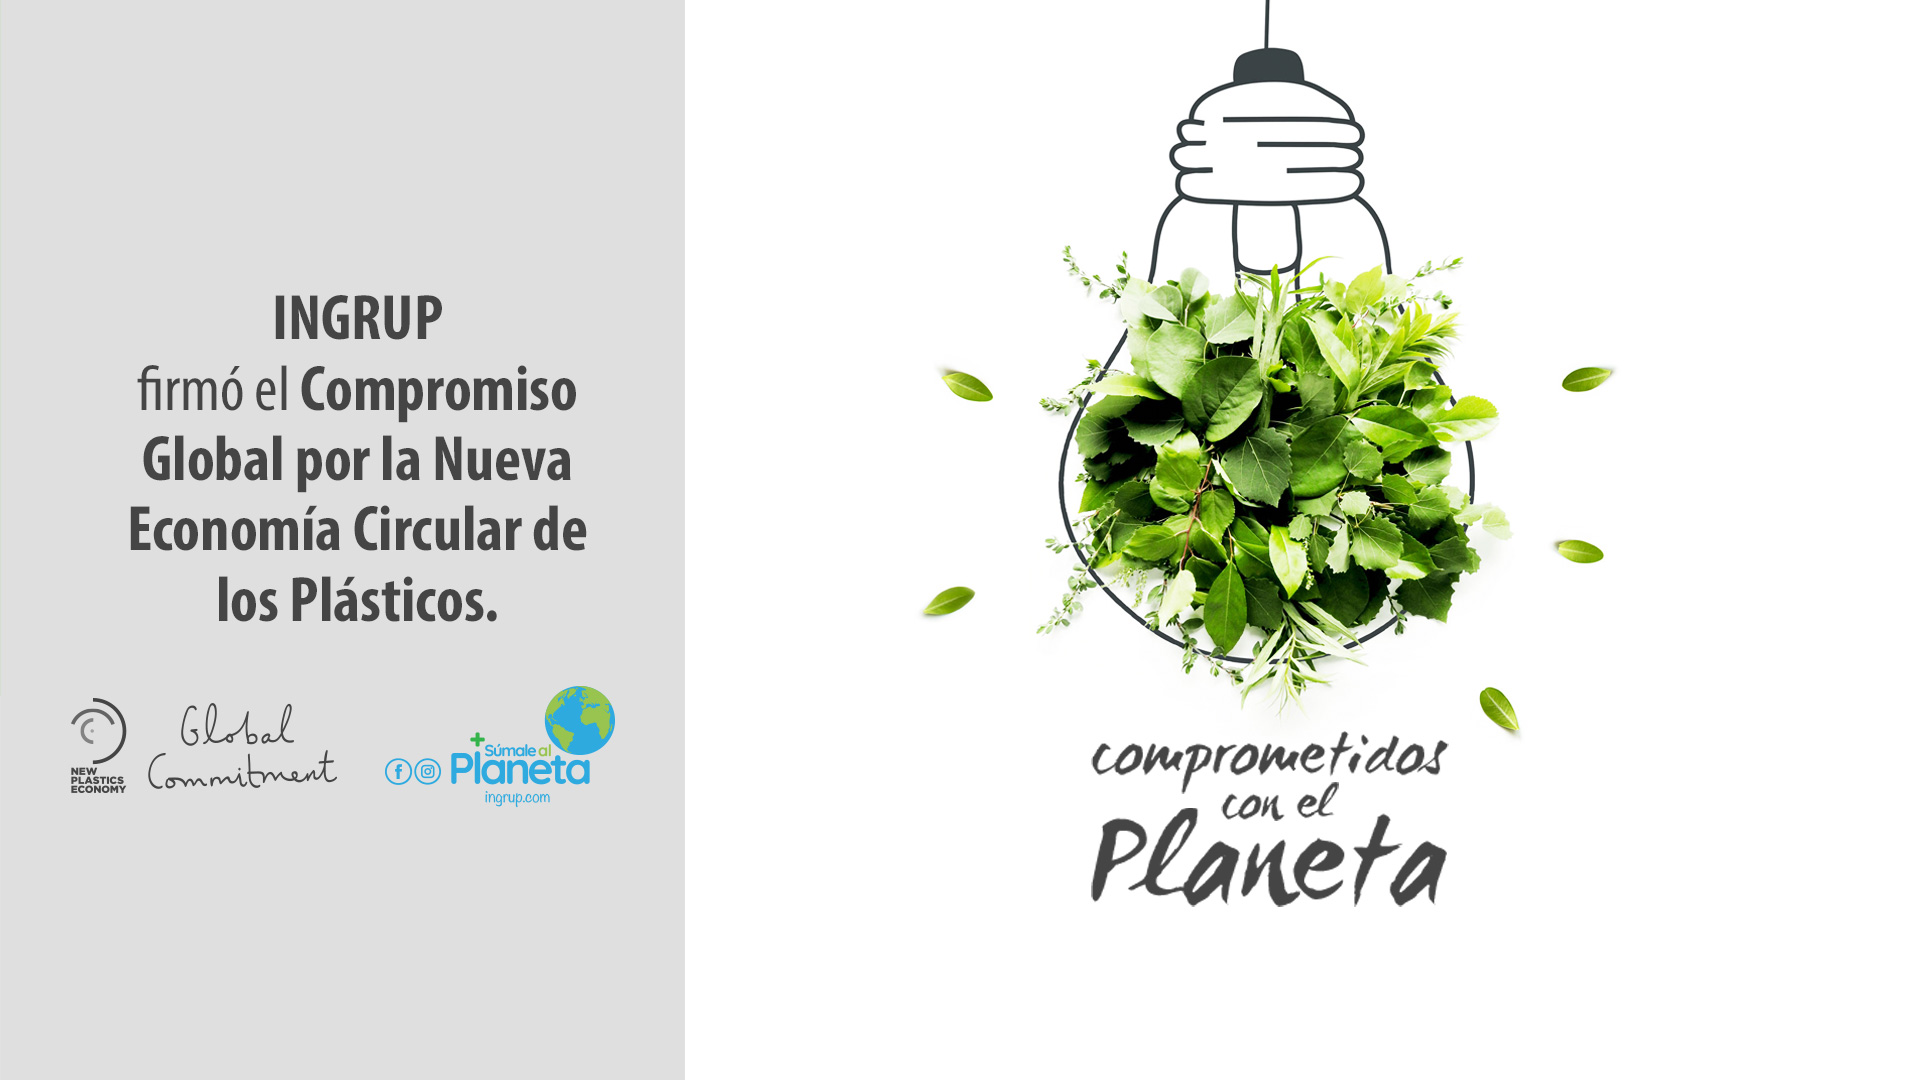 INGRUP
firmó el Compromiso
Global por la Nueva
Economía Circular de
los Plásticos.
NEW
PLASTICS
ECONOMY
Global
Commitment
+
Súmale al
Planeta
ingrup.com
comprometidos
con el
Planeta